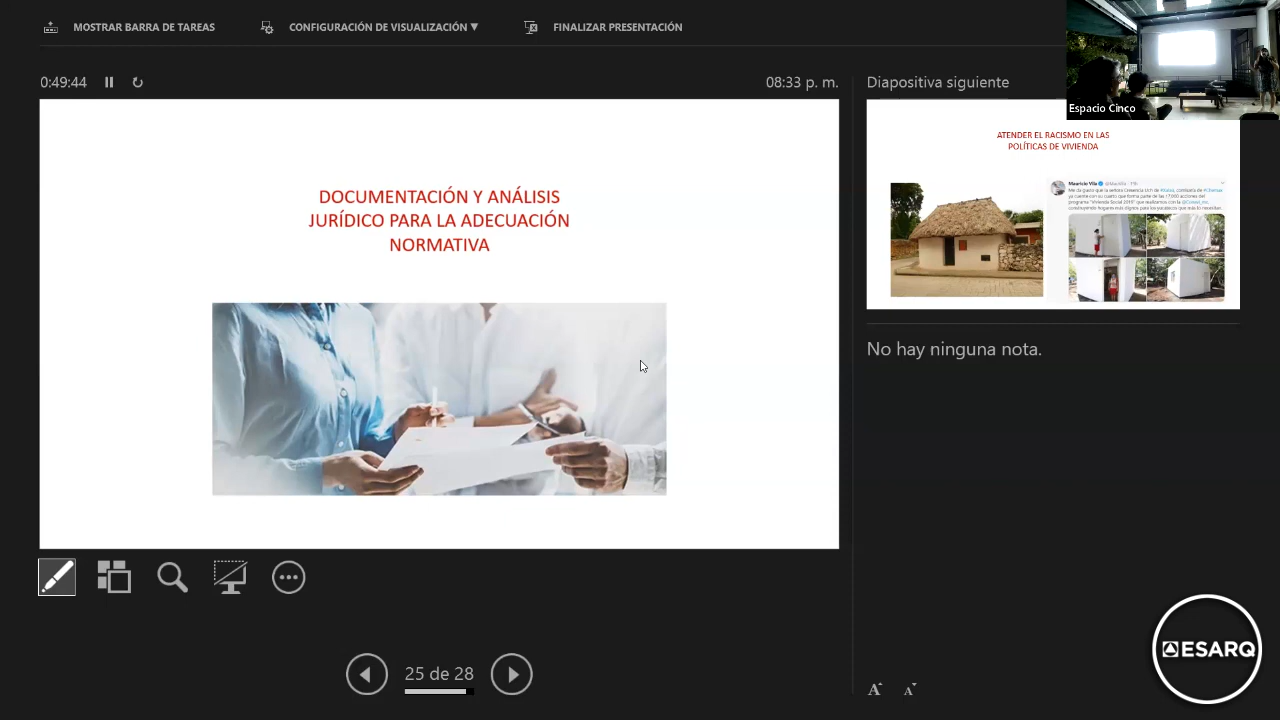 MOSTRAR BARRA DE TAREAS
CONFIGURACIÓN DE VISUALIZACIÓN ▼
FINALIZAR PRESENTACIÓN
0:49:44
08:33 p. m.
Diapositiva siguiente
Espacio Cinco
DOCUMENTACIÓN Y ANÁLISIS
JURÍDICO PARA LA ADECUACIÓN
NORMATIVA
ATENDER EL RACISMO EN LAS
POLÍTICAS DE VIVIENDA
Mauricio Vila
No hay ninguna nota.
25 de 28
A A
ESARQ